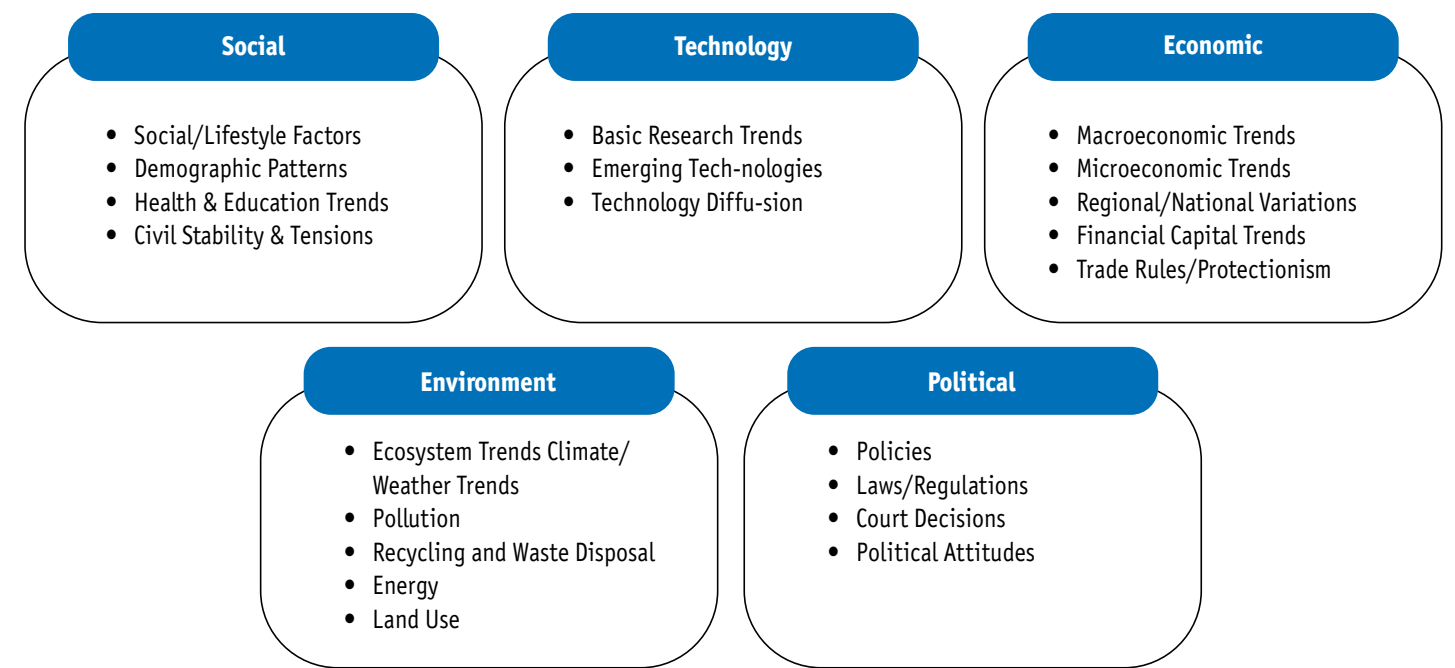 Social
• Social/Lifestyle Factors
• Demographic Patterns
• Health & Education Trends
• Civil Stability & Tensions
Technology
• Basic Research Trends
• Emerging Tech-nologies
• Technology Diffu-sion
Economic
• Macroeconomic Trends
• Microeconomic Trends
• Regional/National Variations
• Financial Capital Trends
• Trade Rules/Protectionism
Environment
• Ecosystem Trends Climate/
Weather Trends
• Pollution
• Recycling and Waste Disposal
• Energy
• Land Use
Political
• Policies
• Laws/Regulations
• Court Decisions
• Political Attitudes